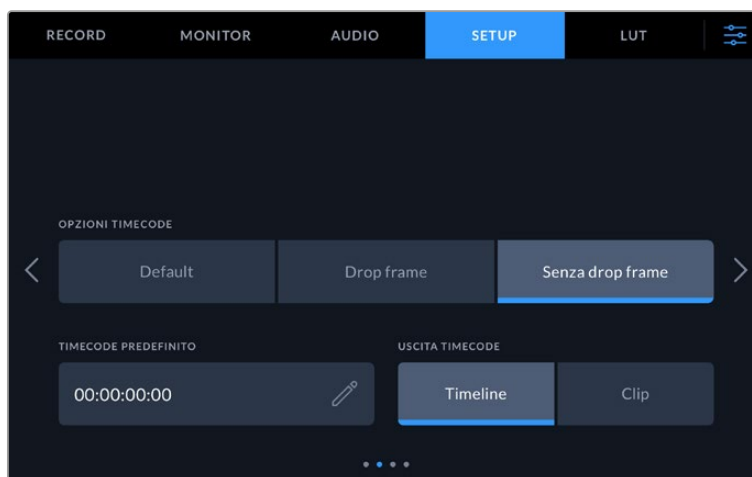 RECORD MONITOR AUDIO SETUP LUT
OPZIONI TIMECODE
Default Drop frame Senza drop frame
TIMECODE PREDEFINITO USCITA TIMECODE
00:00:00:00 Timeline Clip